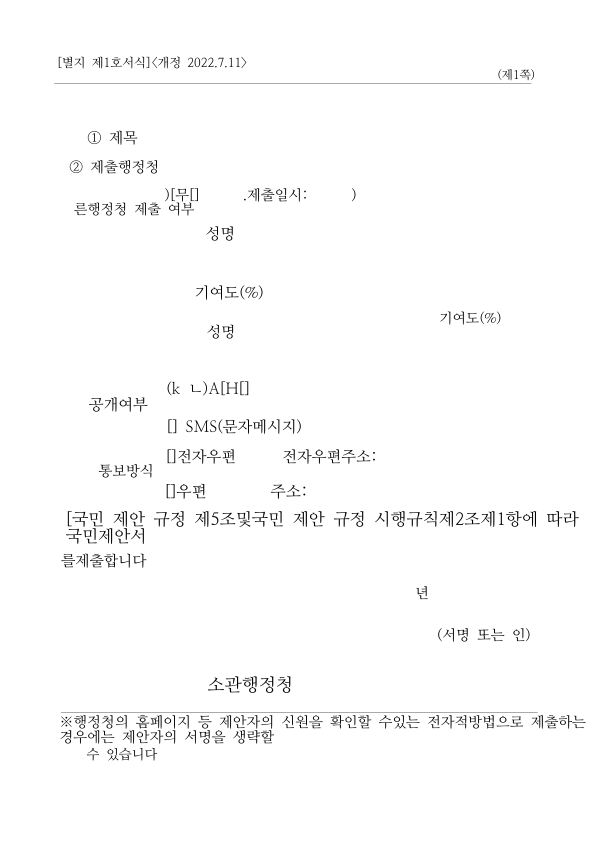 [별지 제1호서식]<개정 2022.7.11>
(제1쪽)
① 제목
② 제출행정청
)[무[] .제출일시: )
른행정청 제출 여부
성명
기여도(%)
기여도(%)
성명
(k ㄴ)A[H[]
공개여부
[] SMS(문자메시지)
[]전자우편 전자우편주소:
통보방식
[]우편 주소:
[국민 제안 규정 제5조및국민 제안 규정 시행규칙제2조제1항에 따라
국민제안서
를제출합니다
년
(서명 또는 인)
소관행정청
※행정청의 홈페이지 등 제안자의 신원을 확인할 수있는 전자적방법으로 제출하는
경우에는 제안자의 서명을 생략할
수 있습니다